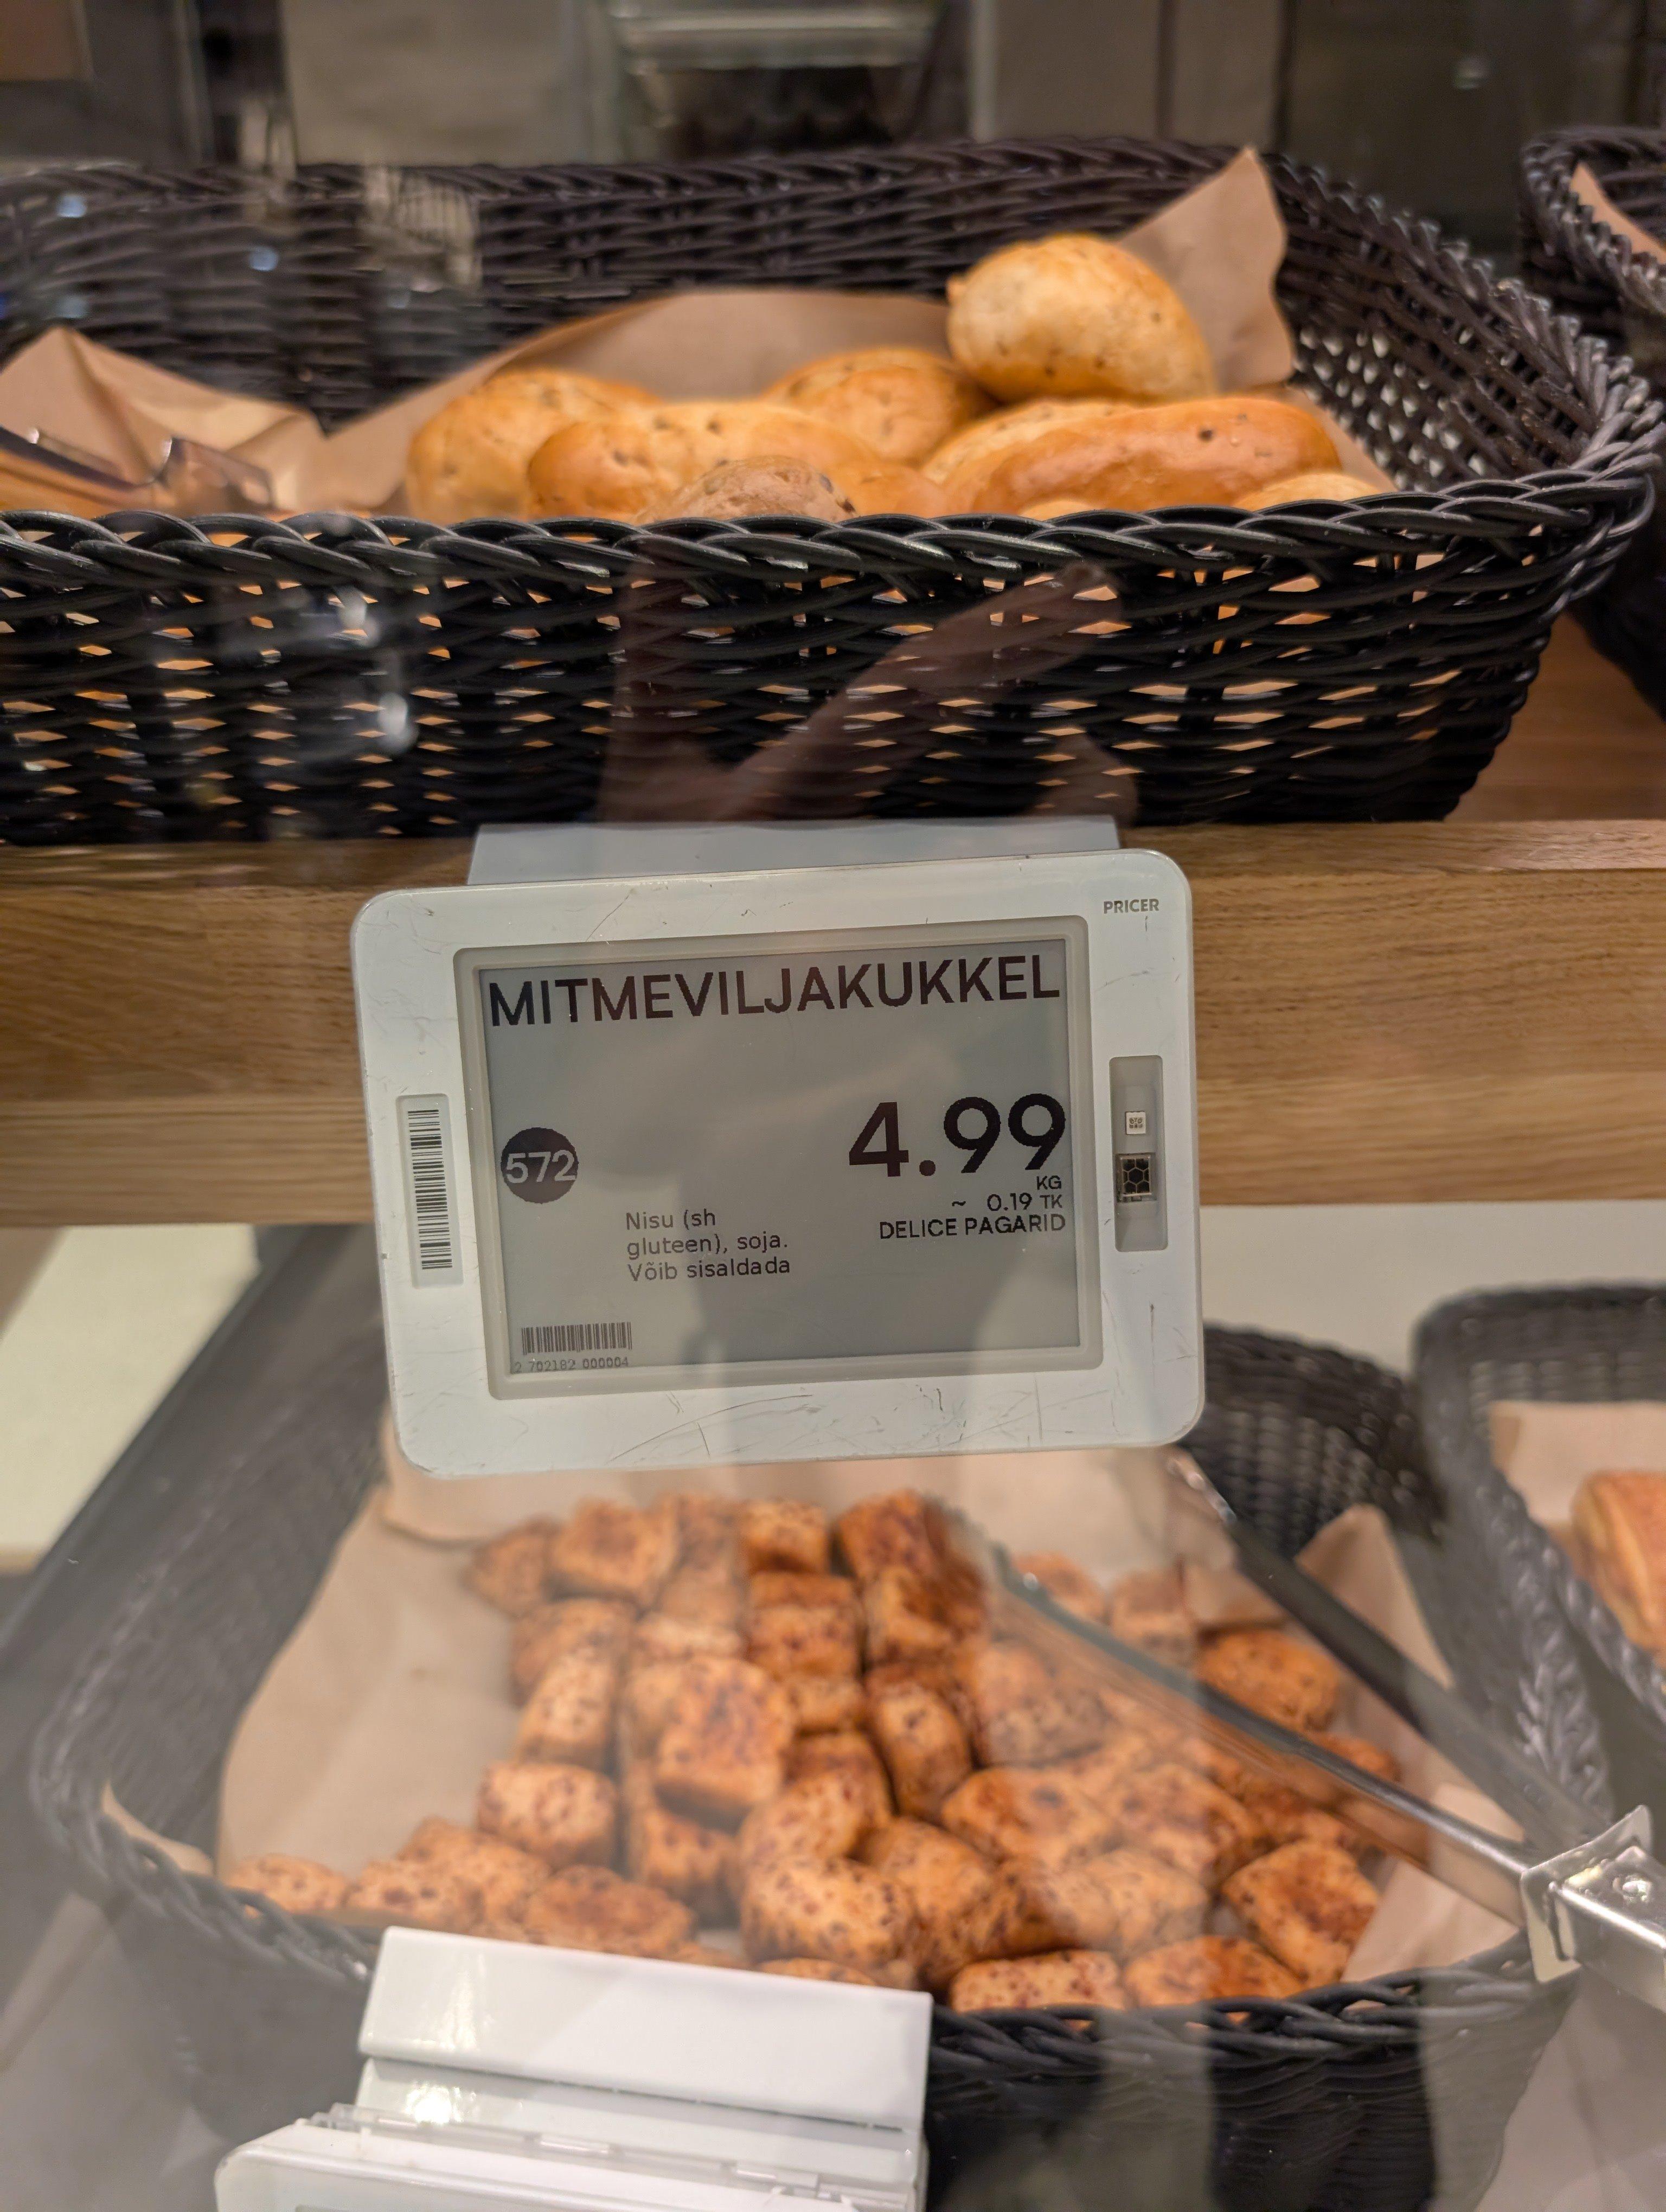 PRICER
MITMEVILJAKUKKEL
4.99
572
KG
~ 0.19 TK
DELICE PAGARID
Nisu (sh
gluteen), soja.
Võib sisaldada
2 702182 000004